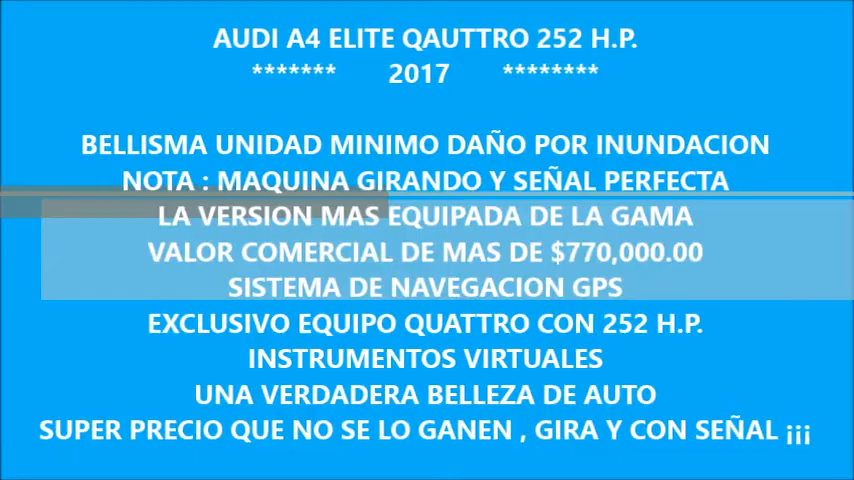 AUDI A4 ELITE QAUTTRO 252 H.P.
******* 2017 ********
BELLISMA UNIDAD MINIMO DAÑO POR INUNDACION
NOTA : MAQUINA GIRANDO Y SEÑAL PERFECTA
LA VERSION MAS EQUIPADA DE LA GAMA
VALOR COMERCIAL DE MAS DE $770,000.00
SISTEMA DE NAVEGACION GPS
EXCLUSIVO EQUIPO QUATTRO CON 252 H.P.
INSTRUMENTOS VIRTUALES
UNA VERDADERA BELLEZA DE AUTO
SUPER PRECIO QUE NO SE LO GANEN , GIRA Y CON SEÑAL ¡¡¡